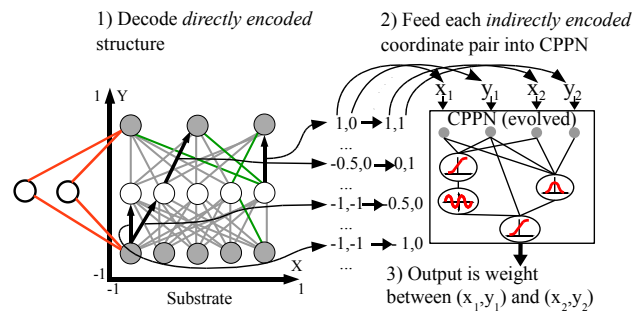 1) Decode directly encoded
structure
2) Feed each indirectly encoded
coordinate pair into CPPN
1 Y
x1 y1 x2 y2
CPPN (evolved)
1,0 1,1
...
-0.5,0 0,1
...
-1,-1 0.5,0
...
-1,-1 1,0
...
-1
-1 X 1
Substrate
3) Output is weight
between (x1,y1) and (x2,y2)